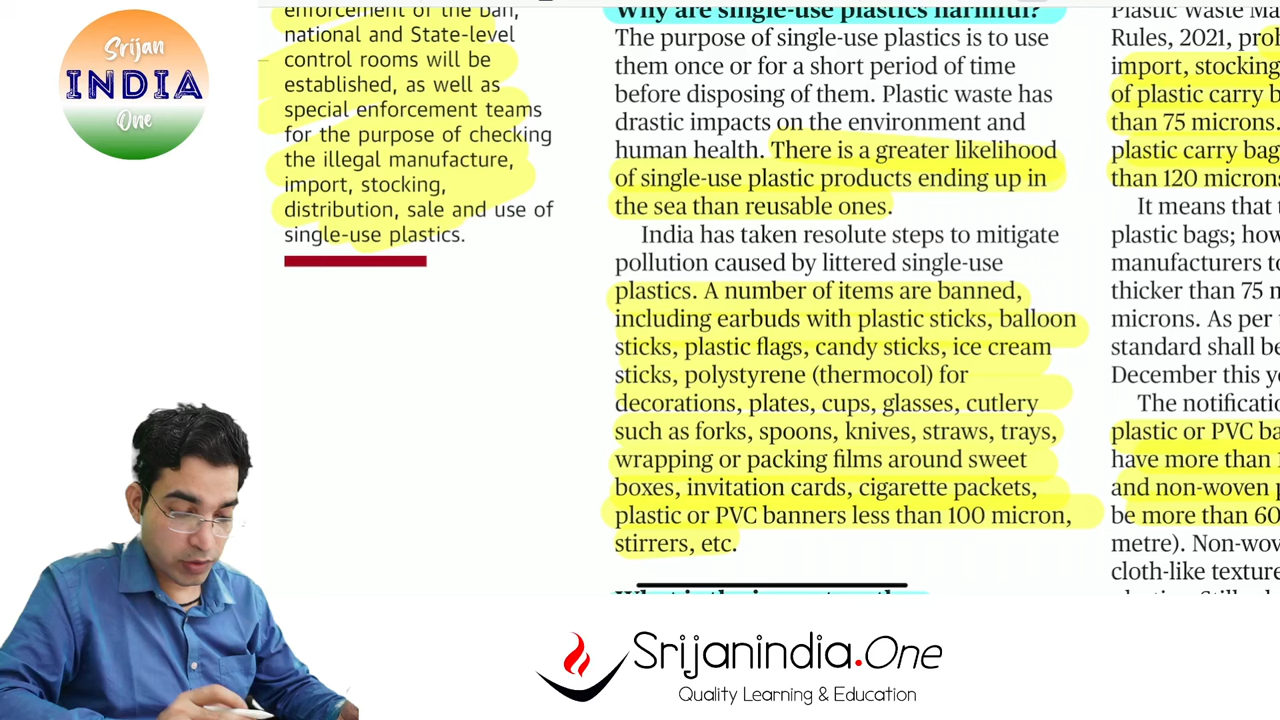 Srijan
INDIA
One
enforcement of the ban,
national and State-level
control rooms will be
established, as well as
special enforcement teams
for the purpose of checking
the illegal manufacture,
import, stocking,
distribution, sale and use of
single-use plastics.
Why are single-use plastics harmful?
The purpose of single-use plastics is to use
them once or for a short period of time
before disposing of them. Plastic waste has
drastic impacts on the environment and
human health. There is a greater likelihood
of single-use plastic products ending up in
the sea than reusable ones.
India has taken resolute steps to mitigate
pollution caused by littered single-use
plastics. A number of items are banned,
including earbuds with plastic sticks, balloon
sticks, plastic flags, candy sticks, ice cream
sticks, polystyrene (thermocol) for
decorations, plates, cups, glasses, cutlery
such as forks, spoons, knives, straws, trays,
wrapping or packing films around sweet
boxes, invitation cards, cigarette packets,
plastic or PVC banners less than 100 micron,
stirrers, etc.
Plastic Waste Ma
Rules, 2021, prob
import, stocking
of plastic carry b
than 75 microns.
plastic carry bag
than 120 microns
It means that t
plastic bags; how
manufacturers to
thicker than 75 m
microns. As per
standard shall be
December this ye
The notificatio
plastic or PVC ba
have more than 1
and non-woven p
be more than 60
metre). Non-wov
cloth-like texture
Srijanindia.One
Quality Learning & Education